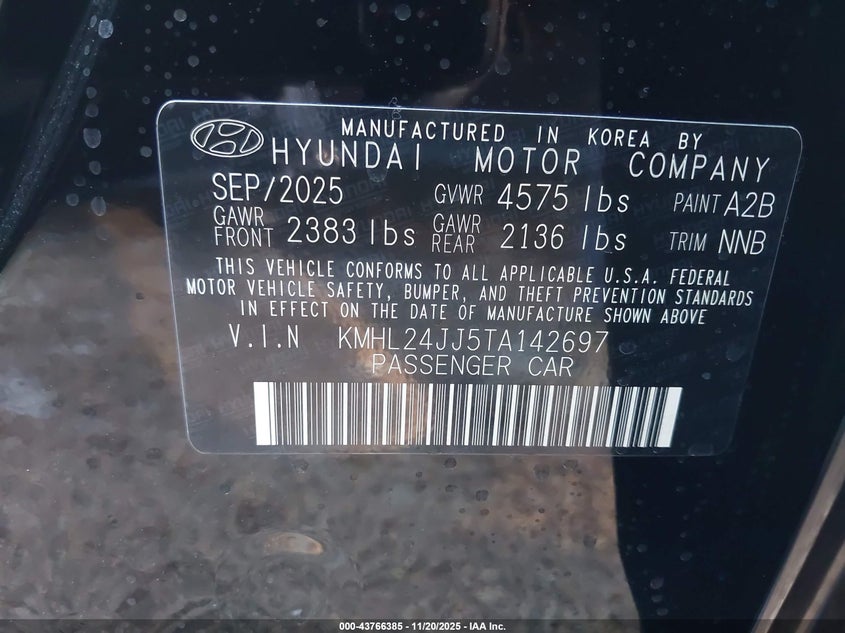 MANUFACTURED IN KOREA BY
HYUNDAI MOTOR COMPANY
SEP/2025 GVWR 4575 lbs PAINT A2B
GAWR FRONT 2383 lbs GAWR REAR 2136 lbs TRIM NNB
THIS VEHICLE CONFORMS TO ALL APPLICABLE U.S.A. FEDERAL
MOTOR VEHICLE SAFETY, BUMPER, AND THEFT PREVENTION STANDARDS
IN EFFECT ON THE DATE OF MANUFACTURE SHOWN ABOVE
V.I.N KMHL24JJ5TA142697
PASSENGER CAR
000-43766385 - 11/20/2025 - IAA Inc.